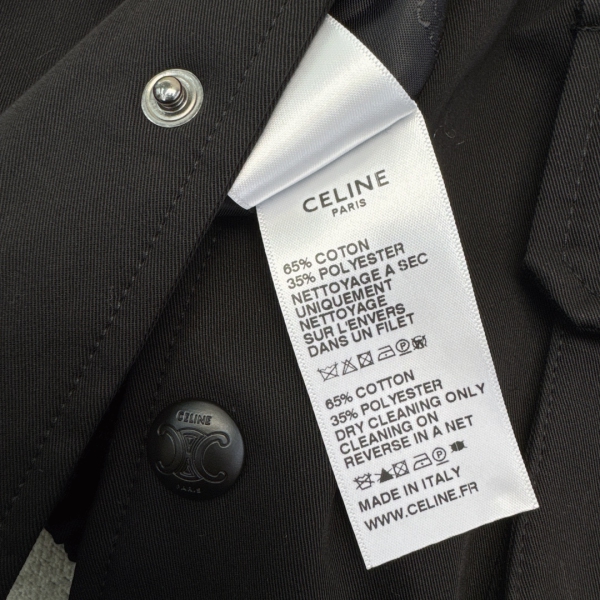 CELINE
PARIS
65% COTON
35% POLYESTER
NETTOYAGE A SEC
UNIQUEMENT
NETTOYAGE
SUR L'ENVERS
DANS UN FILET
65% COTTON
35% POLYESTER
DRY CLEANING ONLY
CLEANING ON
REVERSE IN A NET
MADE IN ITALY
WWW.CELINE.FR
CELINE
PARIS